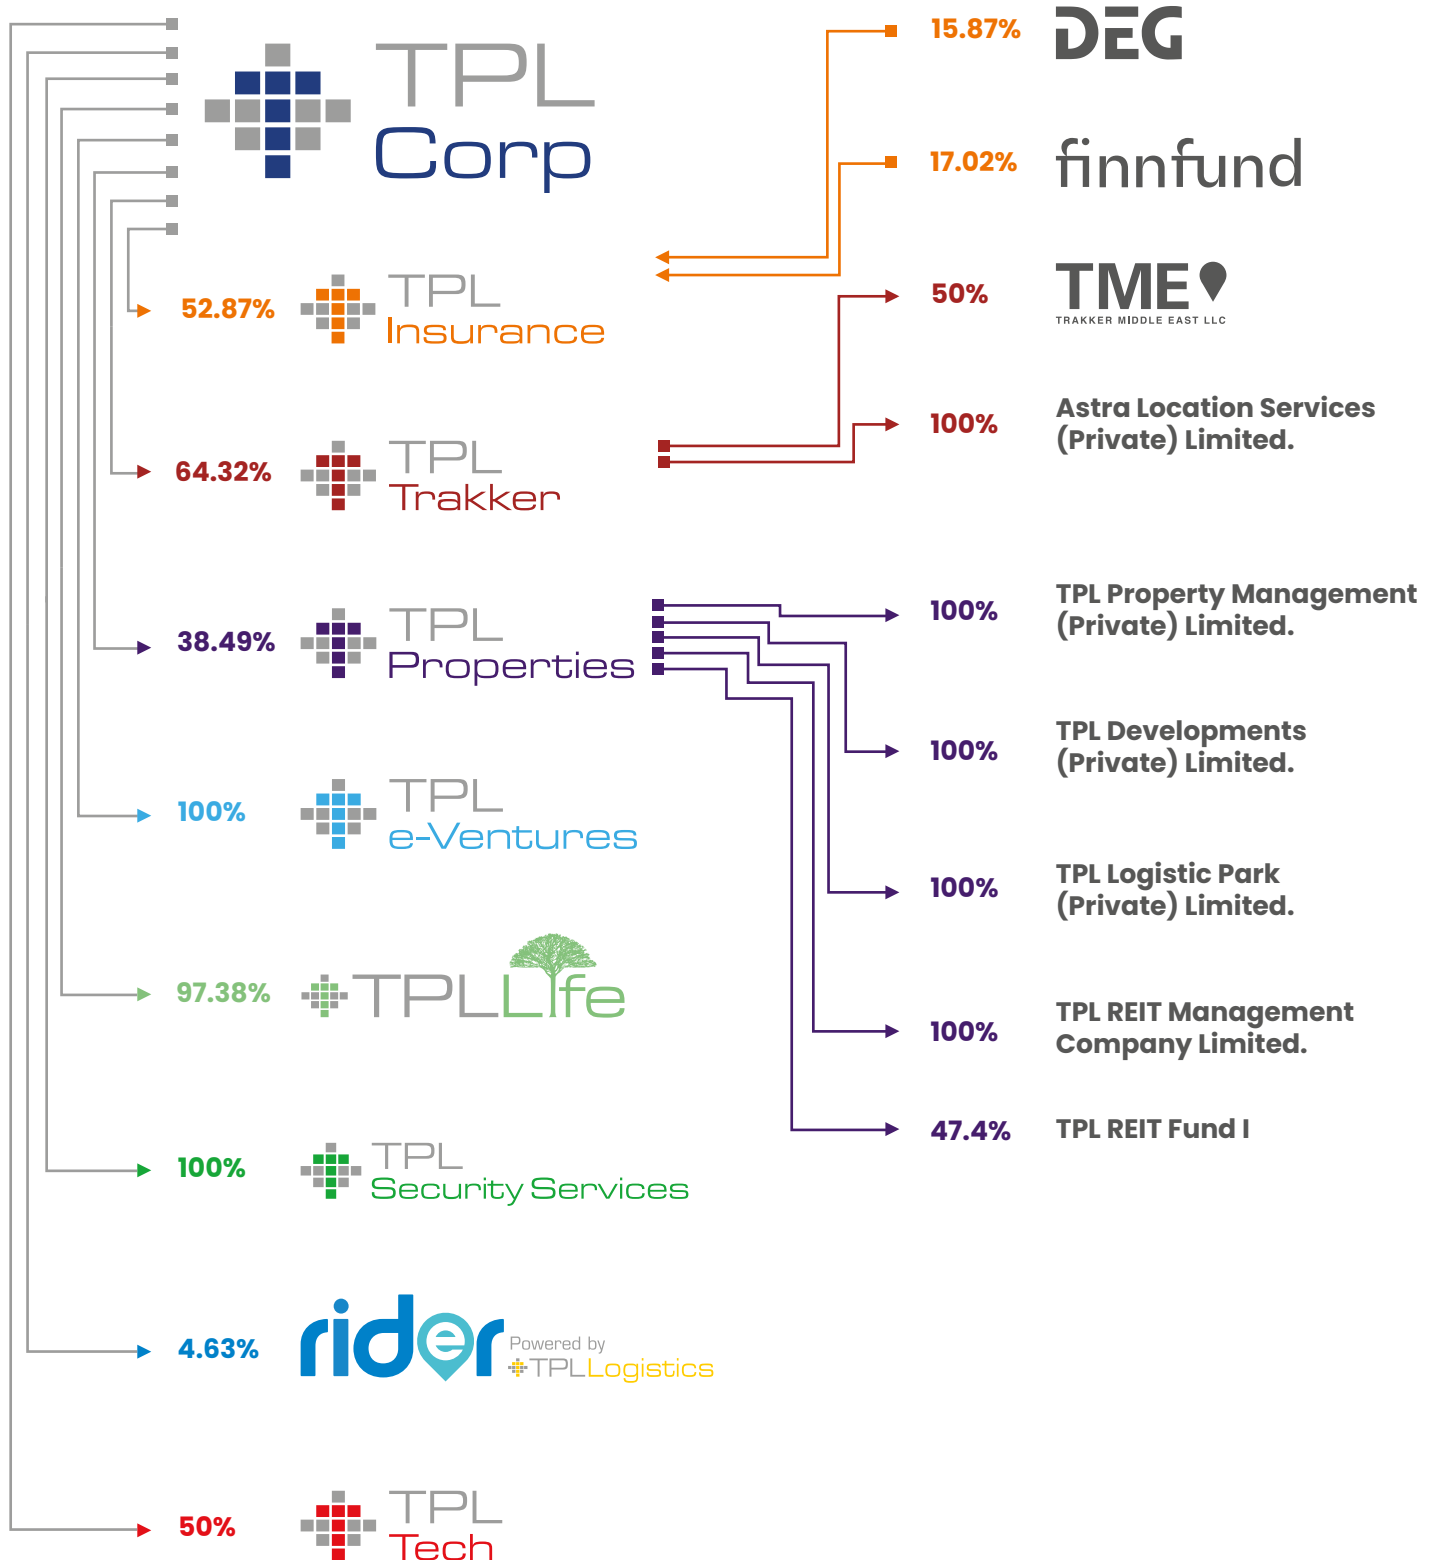 TPL
Corp
52.87%
TPL
Insurance
64.32%
TPL
Trakker
38.49%
TPL
Properties
100%
TPL
e-Ventures
97.38%
TPLLife
100%
TPL
Security Services
4.63%
rider
Powered by
TPLLogistics
50%
TPL
Tech
15.87%
DEG
17.02%
finnfund
50%
TME
TRAKKER MIDDLE EAST LLC
100%
Astra Location Services
(Private) Limited.
100%
TPL Property Management
(Private) Limited.
100%
TPL Developments
(Private) Limited.
100%
TPL Logistic Park
(Private) Limited.
100%
TPL REIT Management
Company Limited.
47.4%
TPL REIT Fund I